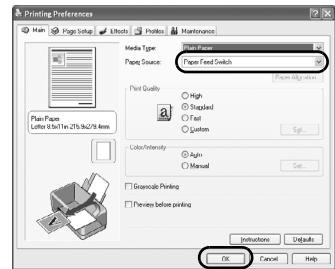 Printing Preferences
Main Page Setup Effects Profiles Maintenance
Media Type: Plain Paper
Paper Source: Paper Feed Switch
Paper Allocation...
Print Quality
High
Standard
Fast
Custom Set...
Plain Paper
Letter 8.5x11in 215.9x279.4mm
Color/Intensity
Auto
Manual Set...
Grayscale Printing
Preview before printing
Instructions Defaults
OK Cancel Help